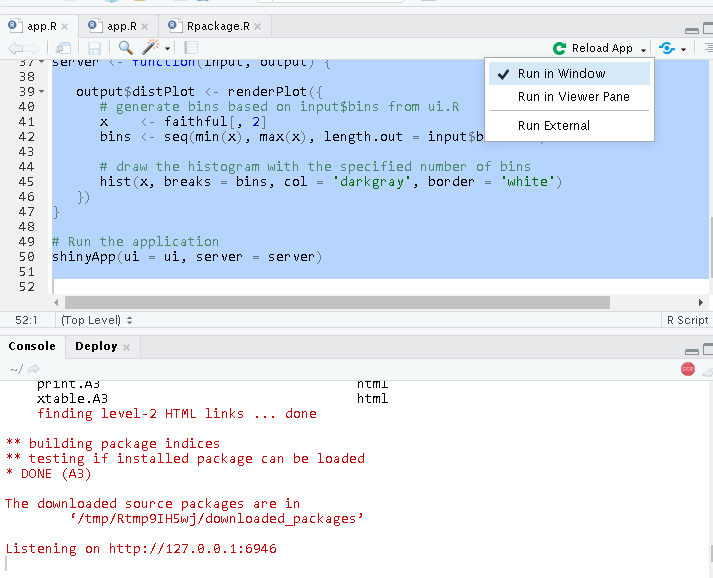 app.R
app.R
Rpackage.R
Reload App
Run in Window
Run in Viewer Pane
Run External
37 server <- function(input, output) {
38
39 output$distPlot <- renderPlot({
40 # generate bins based on input$bins from ui.R
41 x <- faithful[, 2]
42 bins <- seq(min(x), max(x), length.out = input$b
43
44 # draw the histogram with the specified number of bins
45 hist(x, breaks = bins, col = 'darkgray', border = 'white')
46 })
47 }
48
49 # Run the application
50 shinyApp(ui = ui, server = server)
51
52
52:1 (Top Level) R Script
Console Deploy
~/
STOP
print.A3 html
xtable.A3 html
finding level-2 HTML links ... done
** building package indices
** testing if installed package can be loaded
* DONE (A3)
The downloaded source packages are in
‘/tmp/Rtmp9IH5wj/downloaded_packages’
Listening on http://127.0.0.1:6946